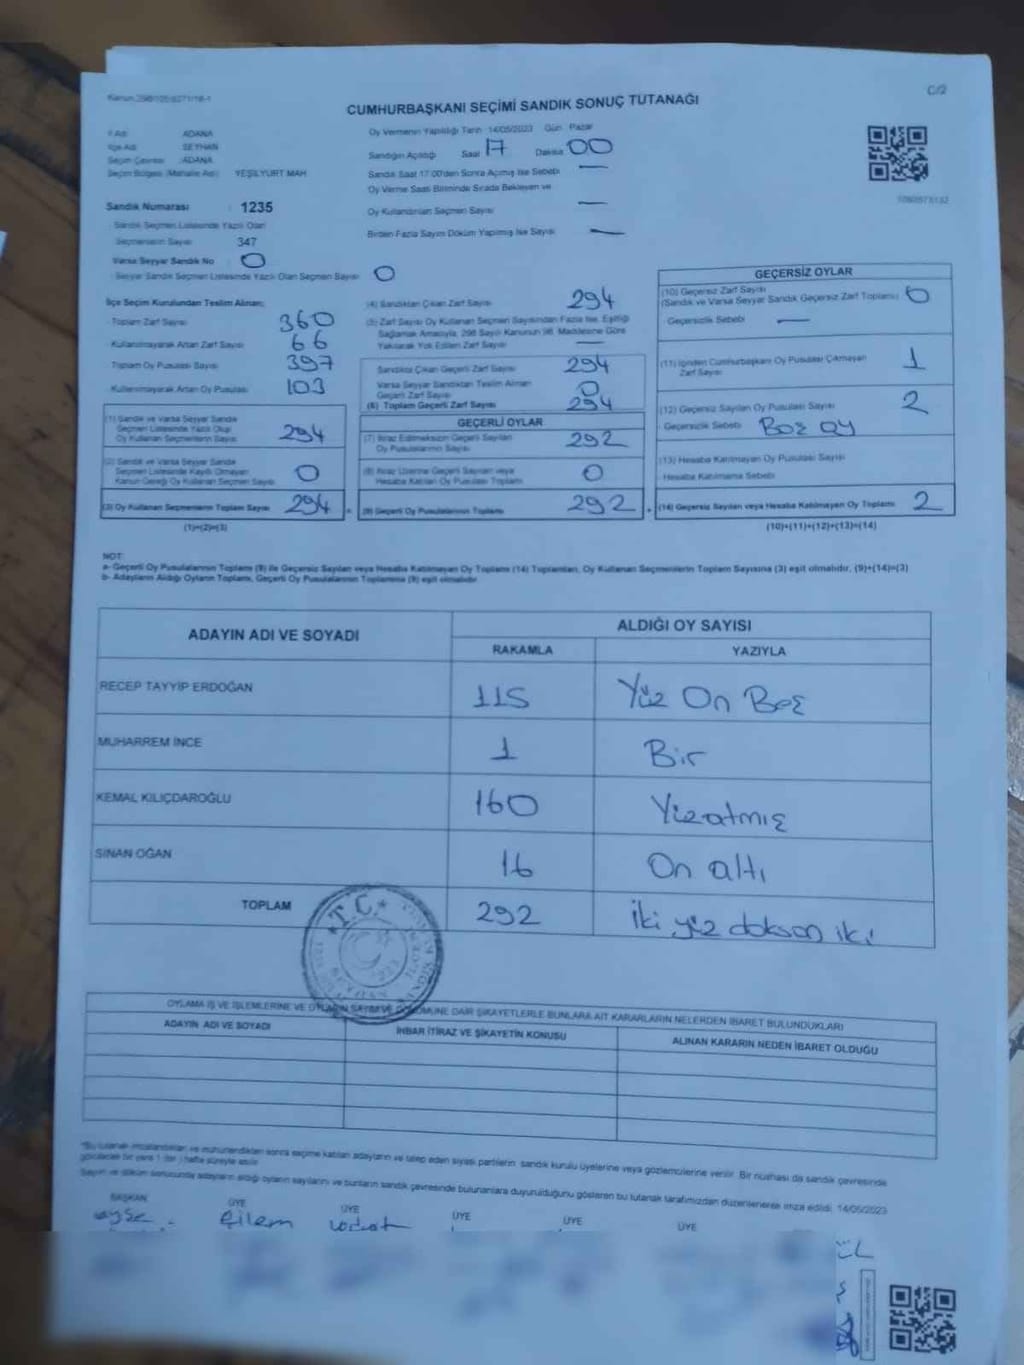 Kanun 298/105-6271/18-1
C/2
CUMHURBAŞKANI SEÇİMİ SANDIK SONUÇ TUTANAĞI
İl Adı ADANA
İlçe Adı SEYHAN
Seçim Çevresi :ADANA
Seçim Bölgesi (Mahalle Adı) YEŞİLYURT MAH
Sandık Numarası : 1235
Sandık Seçmen Listesinde Yazılı Olan
Seçmenlerin Sayısı 347
Varsa Seyyar Sandık No 0
Seyyar Sandık Seçmen Listesinde Yazılı Olan Seçmen Sayısı 0
Oy Vermenin Yapıldığı Tarih :14/05/2023 Gün Pazar
Sandığın Açıldığı Saat 17 Dakika 00
Sandık Saat 17:00'den Sonra Açılmış İse Sebebi —
Oy Verme Saati Bitiminde Sırada Bekleyen ve
Oy Kullandırılan Seçmen Sayısı —
Birden Fazla Sayım Döküm Yapılmış İse Sayısı —
İlçe Seçim Kurulundan Teslim Alınan:
Toplam Zarf Sayısı 360
Kullanılmayarak Artan Zarf Sayısı 66
Toplam Oy Pusulası Sayısı 397
Kullanılmayarak Artan Oy Pusulası 103
(1) Sandık ve Varsa Seyyar Sandık
Seçmen Listesinde Yazılı Olup
Oy Kullanan Seçmenlerin Sayısı 294
(2) Sandık ve Varsa Seyyar Sandık
Seçmen Listesinde Kayıtlı Olmayan
Kanun Gereği Oy Kullanan Seçmen Sayısı 0
(3) Oy Kullanan Seçmenlerin Toplam Sayısı 294
(1)+(2)=(3)
(4) Sandıktan Çıkan Zarf Sayısı 294
(5) Zarf Sayısı Oy Kullanan Seçmen Sayısından Fazla İse, Eşitliği
Sağlamak Amacıyla, 298 Sayılı Kanunun 98. Maddesine Göre
Yakılarak Yok Edilen Zarf Sayısı —
Sandıktan Çıkan Geçerli Zarf Sayısı 294
Varsa Seyyar Sandıktan Teslim Alınan
Geçerli Zarf Sayısı 0
(6) Toplam Geçerli Zarf Sayısı 294
GEÇERLİ OYLAR
(7) İtiraz Edilmeksizin Geçerli Sayılan
Oy Pusulalarının Sayısı 292
(8) İtiraz Üzerine Geçerli Sayılan veya
Hesaba Katılan Oy Pusulası Toplamı 0
(9) Geçerli Oy Pusulalarının Toplamı 292
GEÇERSİZ OYLAR
(10) Geçersiz Zarf Sayısı
(Sandık ve Varsa Seyyar Sandık Geçersiz Zarf Toplamı) 0
Geçersizlik Sebebi —
(11) İçinden Cumhurbaşkanı Oy Pusulası Çıkmayan
Zarf Sayısı 1
(12) Geçersiz Sayılan Oy Pusulası Sayısı 2
Geçersizlik Sebebi Boş oy
(13) Hesaba Katılmayan Oy Pusulası Sayısı
Hesaba Katılmama Sebebi
(14) Geçersiz Sayılan veya Hesaba Katılmayan Oy Toplamı 2
(10)+(11)+(12)+(13)=(14)
NOT:
a- Geçerli Oy Pusulalarının Toplamı (9) ile Geçersiz Sayılan veya Hesaba Katılmayan Oy Toplamı (14) Toplamları, Oy Kullanan Seçmenlerin Toplam Sayısına (3) eşit olmalıdır, (9)+(14)=(3)
b- Adayların Aldığı Oyların Toplamı, Geçerli Oy Pusulalarının Toplamına (9) eşit olmalıdır
ADAYIN ADI VE SOYADI ALDIĞI OY SAYISI
RAKAMLA YAZIYLA
RECEP TAYYİP ERDOĞAN 115 Yüz On Beş
MUHARREM İNCE 1 Bir
KEMAL KILIÇDAROĞLU 160 Yüzatmış
SİNAN OĞAN 16 On altı
TOPLAM 292 İki yüz doksan iki
T.C.
OYLAMA İŞ VE İŞLEMLERİNE VE OYLARIN SAYIM VE DÖKÜMÜNE DAİR ŞİKAYETLERLE BUNLARA AİT KARARLARIN NELERDEN İBARET BULUNDUKLARI
ADAYIN ADI VE SOYADI İHBAR İTİRAZ VE ŞİKAYETİN KONUSU ALINAN KARARIN NEDEN İBARET OLDUĞU
*Bu tutanak imzalandıktan ve mühürlendikten sonra seçime katılan adayların ve talep eden siyasi partilerin sandık kurulu üyelerine veya gözlemcilerine verilir. Bir nüshası da sandık çevresinde
görülecek bir yere 1 (bir) hafta süreyle asılır
Sayım ve döküm sonucunda adayların aldığı oyların sayılarını ve bunların sandık çevresinde bulunanlara duyurulduğunu gösteren bu tutanak tarafımızdan düzenlenerek imza edildi. 14/05/2023
BAŞKAN ÜYE ÜYE ÜYE ÜYE ÜYE
ayşe